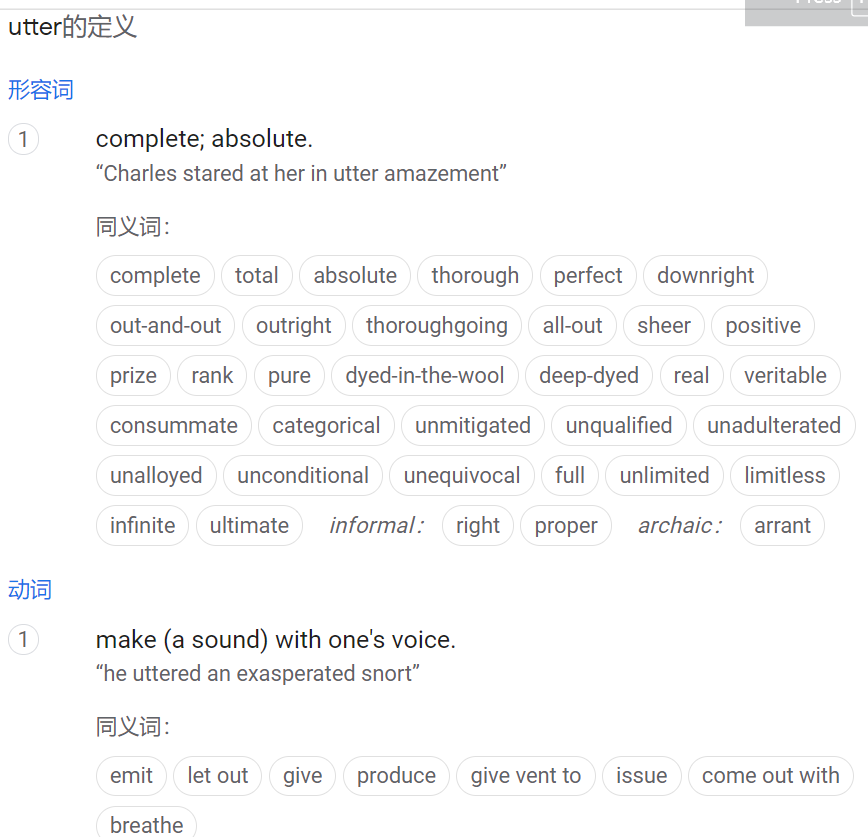 utter的定义
形容词
1 complete; absolute.
“Charles stared at her in utter amazement”
同义词：
complete total absolute thorough perfect downright
out-and-out outright thoroughgoing all-out sheer positive
prize rank pure dyed-in-the-wool deep-dyed real veritable
consummate categorical unmitigated unqualified unadulterated
unalloyed unconditional unequivocal full unlimited limitless
infinite ultimate informal： right proper archaic： arrant
动词
1 make (a sound) with one's voice.
“he uttered an exasperated snort”
同义词：
emit let out give produce give vent to issue come out with
breathe